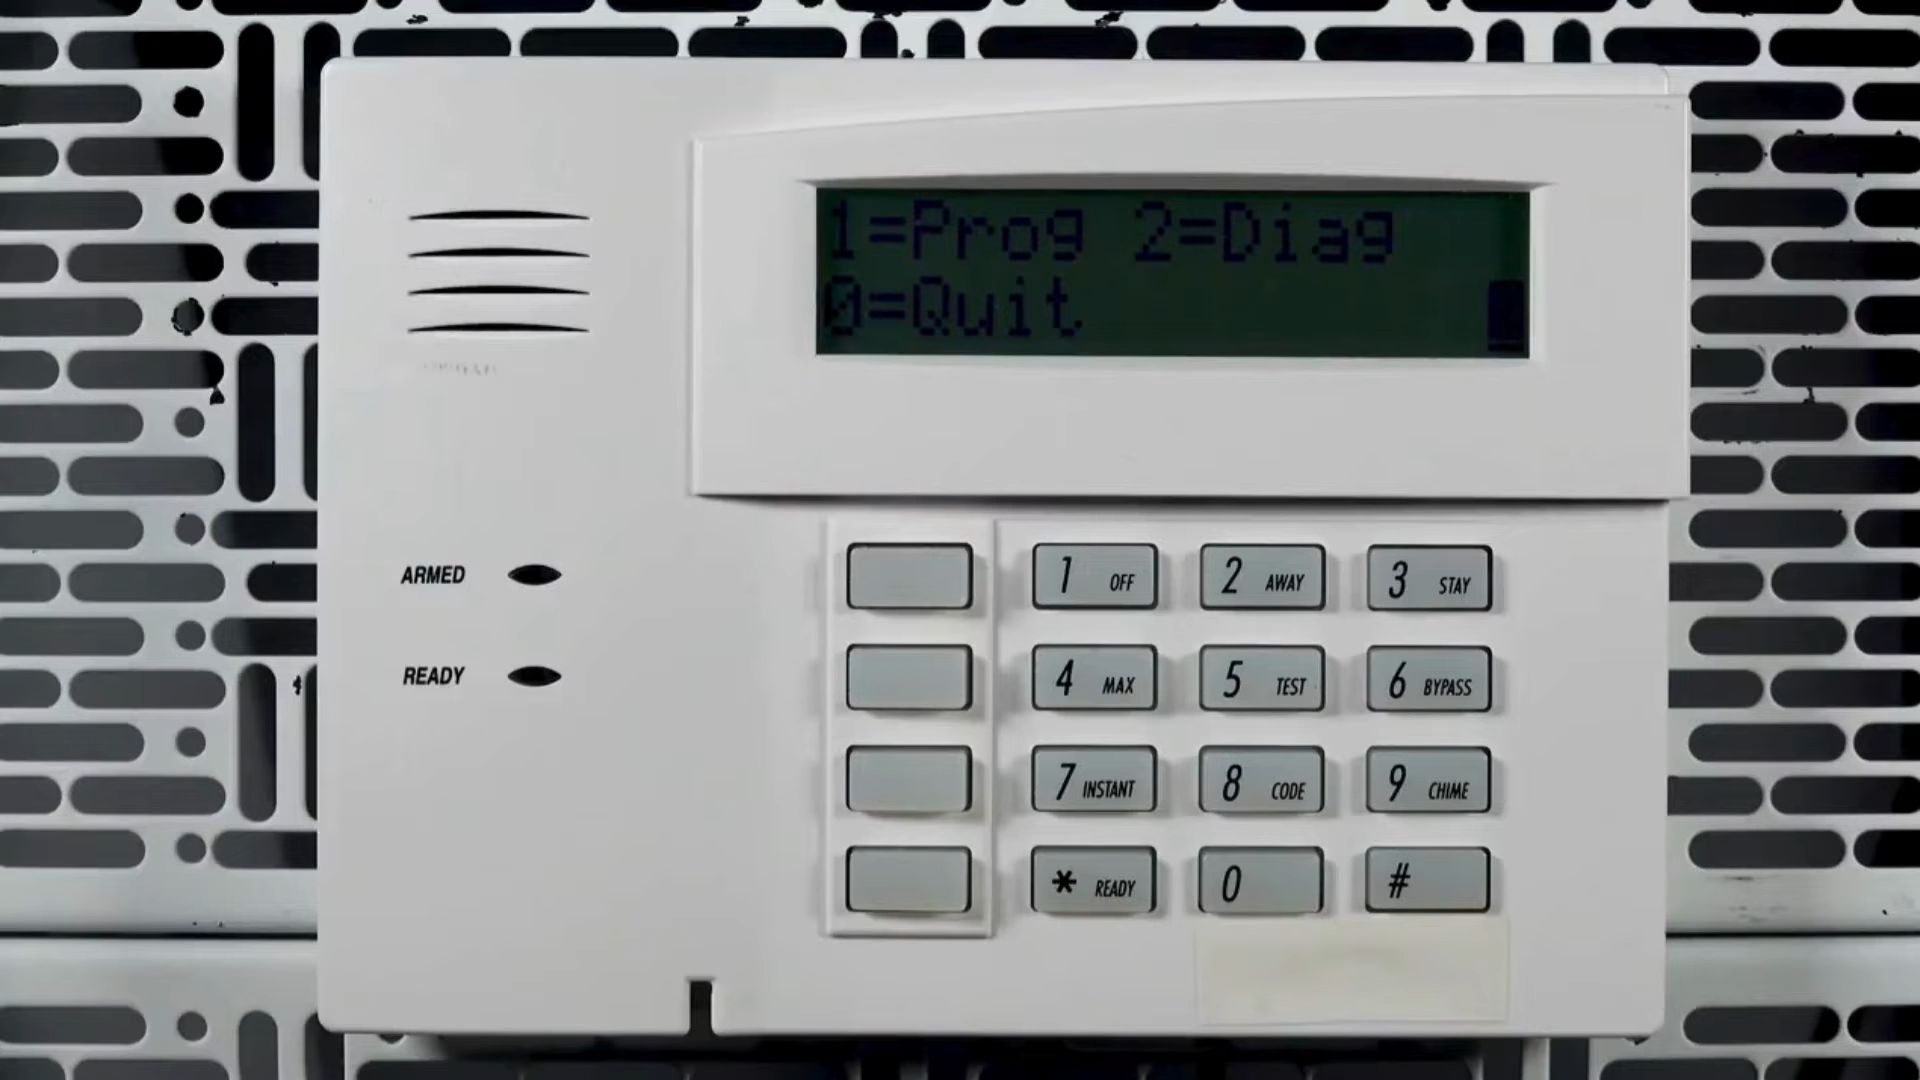 1=Prog 2=Diag
0=Quit
ARMED
READY
1 OFF
2 AWAY
3 STAY
4 MAX
5 TEST
6 BYPASS
7 INSTANT
8 CODE
9 CHIME
* READY
0
#